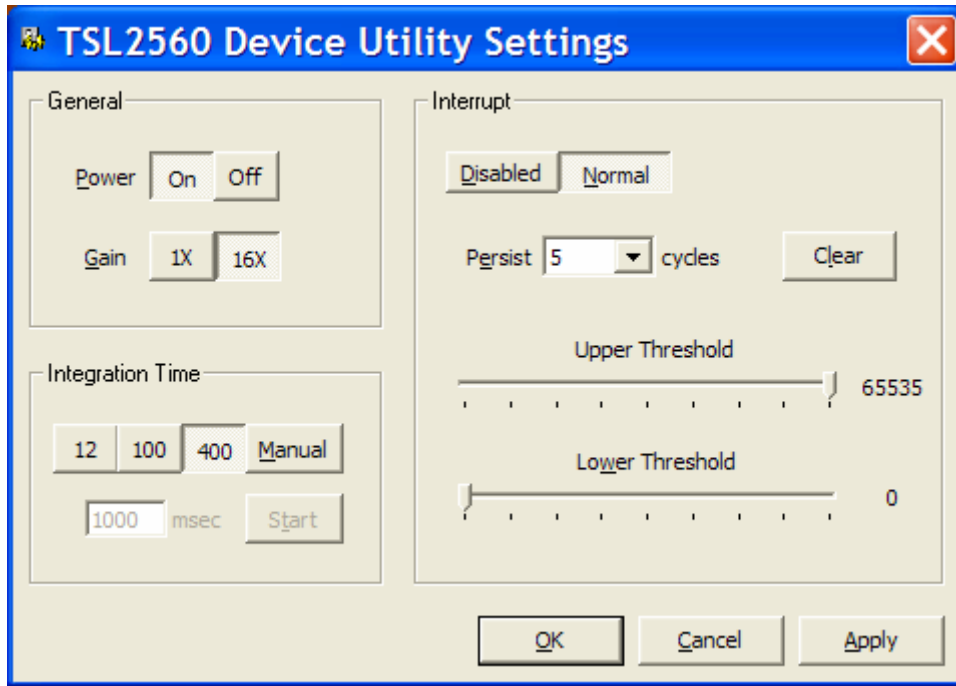 TSL2560 Device Utility Settings
General
Power On Off
Gain 1X 16X
Integration Time
12 100 400 Manual
1000 msec Start
Interrupt
Disabled Normal
Persist 5 cycles Clear
Upper Threshold
65535
Lower Threshold
0
OK Cancel Apply